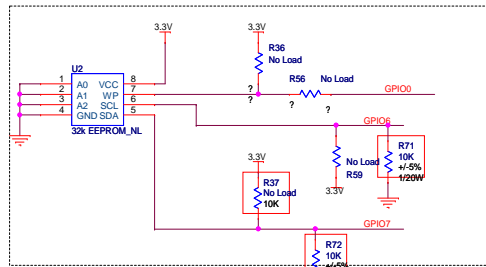 3.3V
3.3V
U2
R36
No Load
1 A0 VCC 8
2 A1 WP 7
3 A2 SCL 6
4 GND SDA 5
32k EEPROM_NL
?
?
R56 No Load
?
?
GPIO0
GPIO6
No Load
R59
3.3V
R71
10K
+/-5%
1/20W
3.3V
R37
No Load
10K
GPIO7
R72
10K
+/-5%